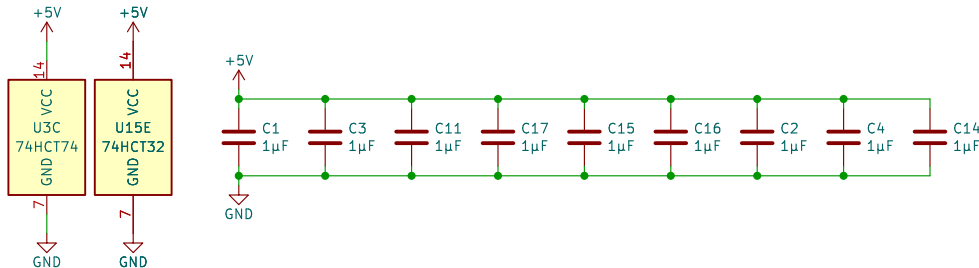 +5V
14
VCC
U3C
74HCT74
GND
7
GND
+5V
14
VCC
U15E
74HCT32
GND
7
GND
+5V
C1
1µF
C3
1µF
C11
1µF
C17
1µF
C15
1µF
C16
1µF
C2
1µF
C4
1µF
C14
1µF
GND